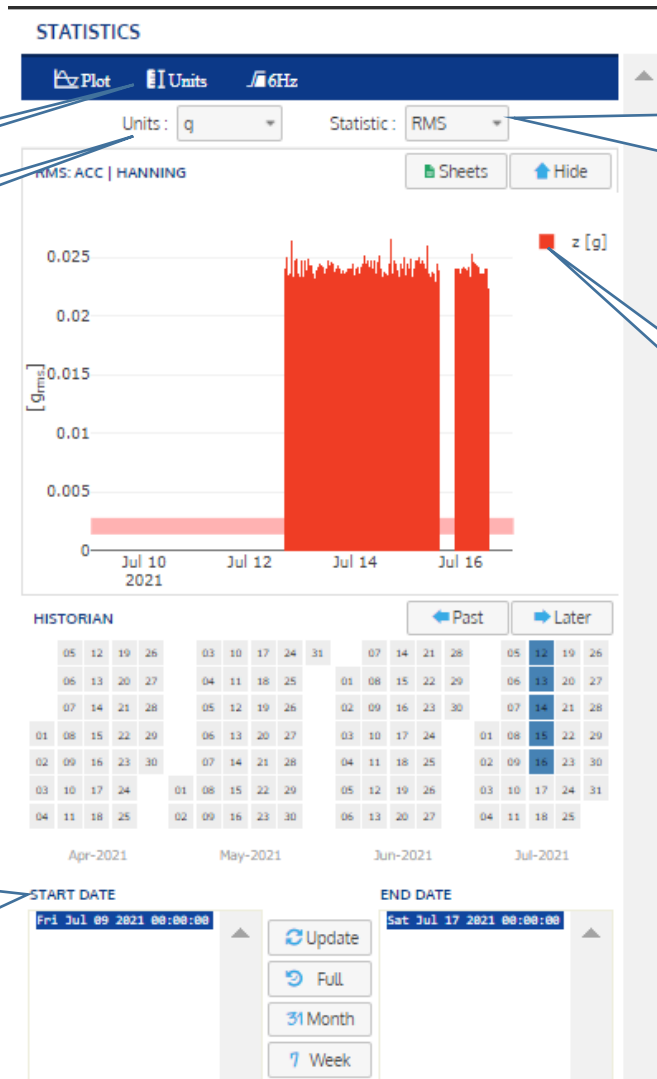 STATISTICS
Plot Units 6Hz
Units : g Statistic : RMS
RMS: ACC | HANNING Sheets Hide
z [g]
0.025
0.02
0.015
[grms]
0.01
0.005
0
Jul 10 Jul 12 Jul 14 Jul 16
2021
HISTORIAN Past Later
05 12 19 26 03 10 17 24 31 07 14 21 28 05 12 19 26
06 13 20 27 04 11 18 25 01 08 15 22 29 06 13 20 27
07 14 21 28 05 12 19 26 02 09 16 23 30 07 14 21 28
01 08 15 22 29 06 13 20 27 03 10 17 24 01 08 15 22 29
02 09 16 23 30 07 14 21 28 04 11 18 25 02 09 16 23 30
03 10 17 24 01 08 15 22 29 05 12 19 26 03 10 17 24 31
04 11 18 25 02 09 16 23 30 06 13 20 27 04 11 18 25
Apr-2021 May-2021 Jun-2021 Jul-2021
START DATE END DATE
Fri Jul 09 2021 00:00:00 Sat Jul 17 2021 00:00:00
Update
Full
31 Month
7 Week